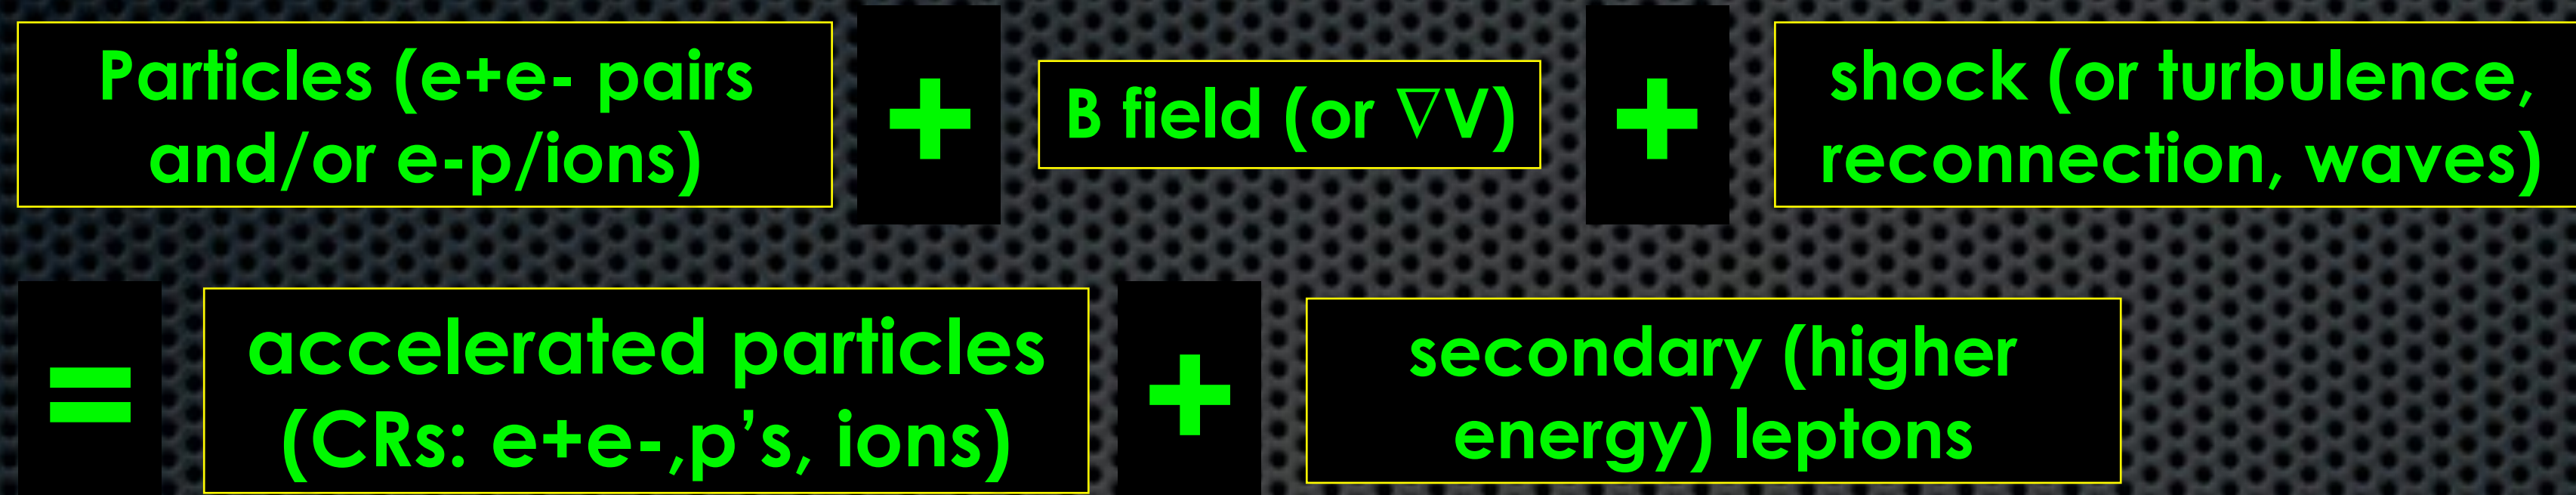 Particles (e+e- pairs
and/or e-p/ions)
+
B field (or ∇V)
+
shock (or turbulence,
reconnection, waves)
=
accelerated particles
(CRs: e+e-,p’s, ions)
+
secondary (higher
energy) leptons